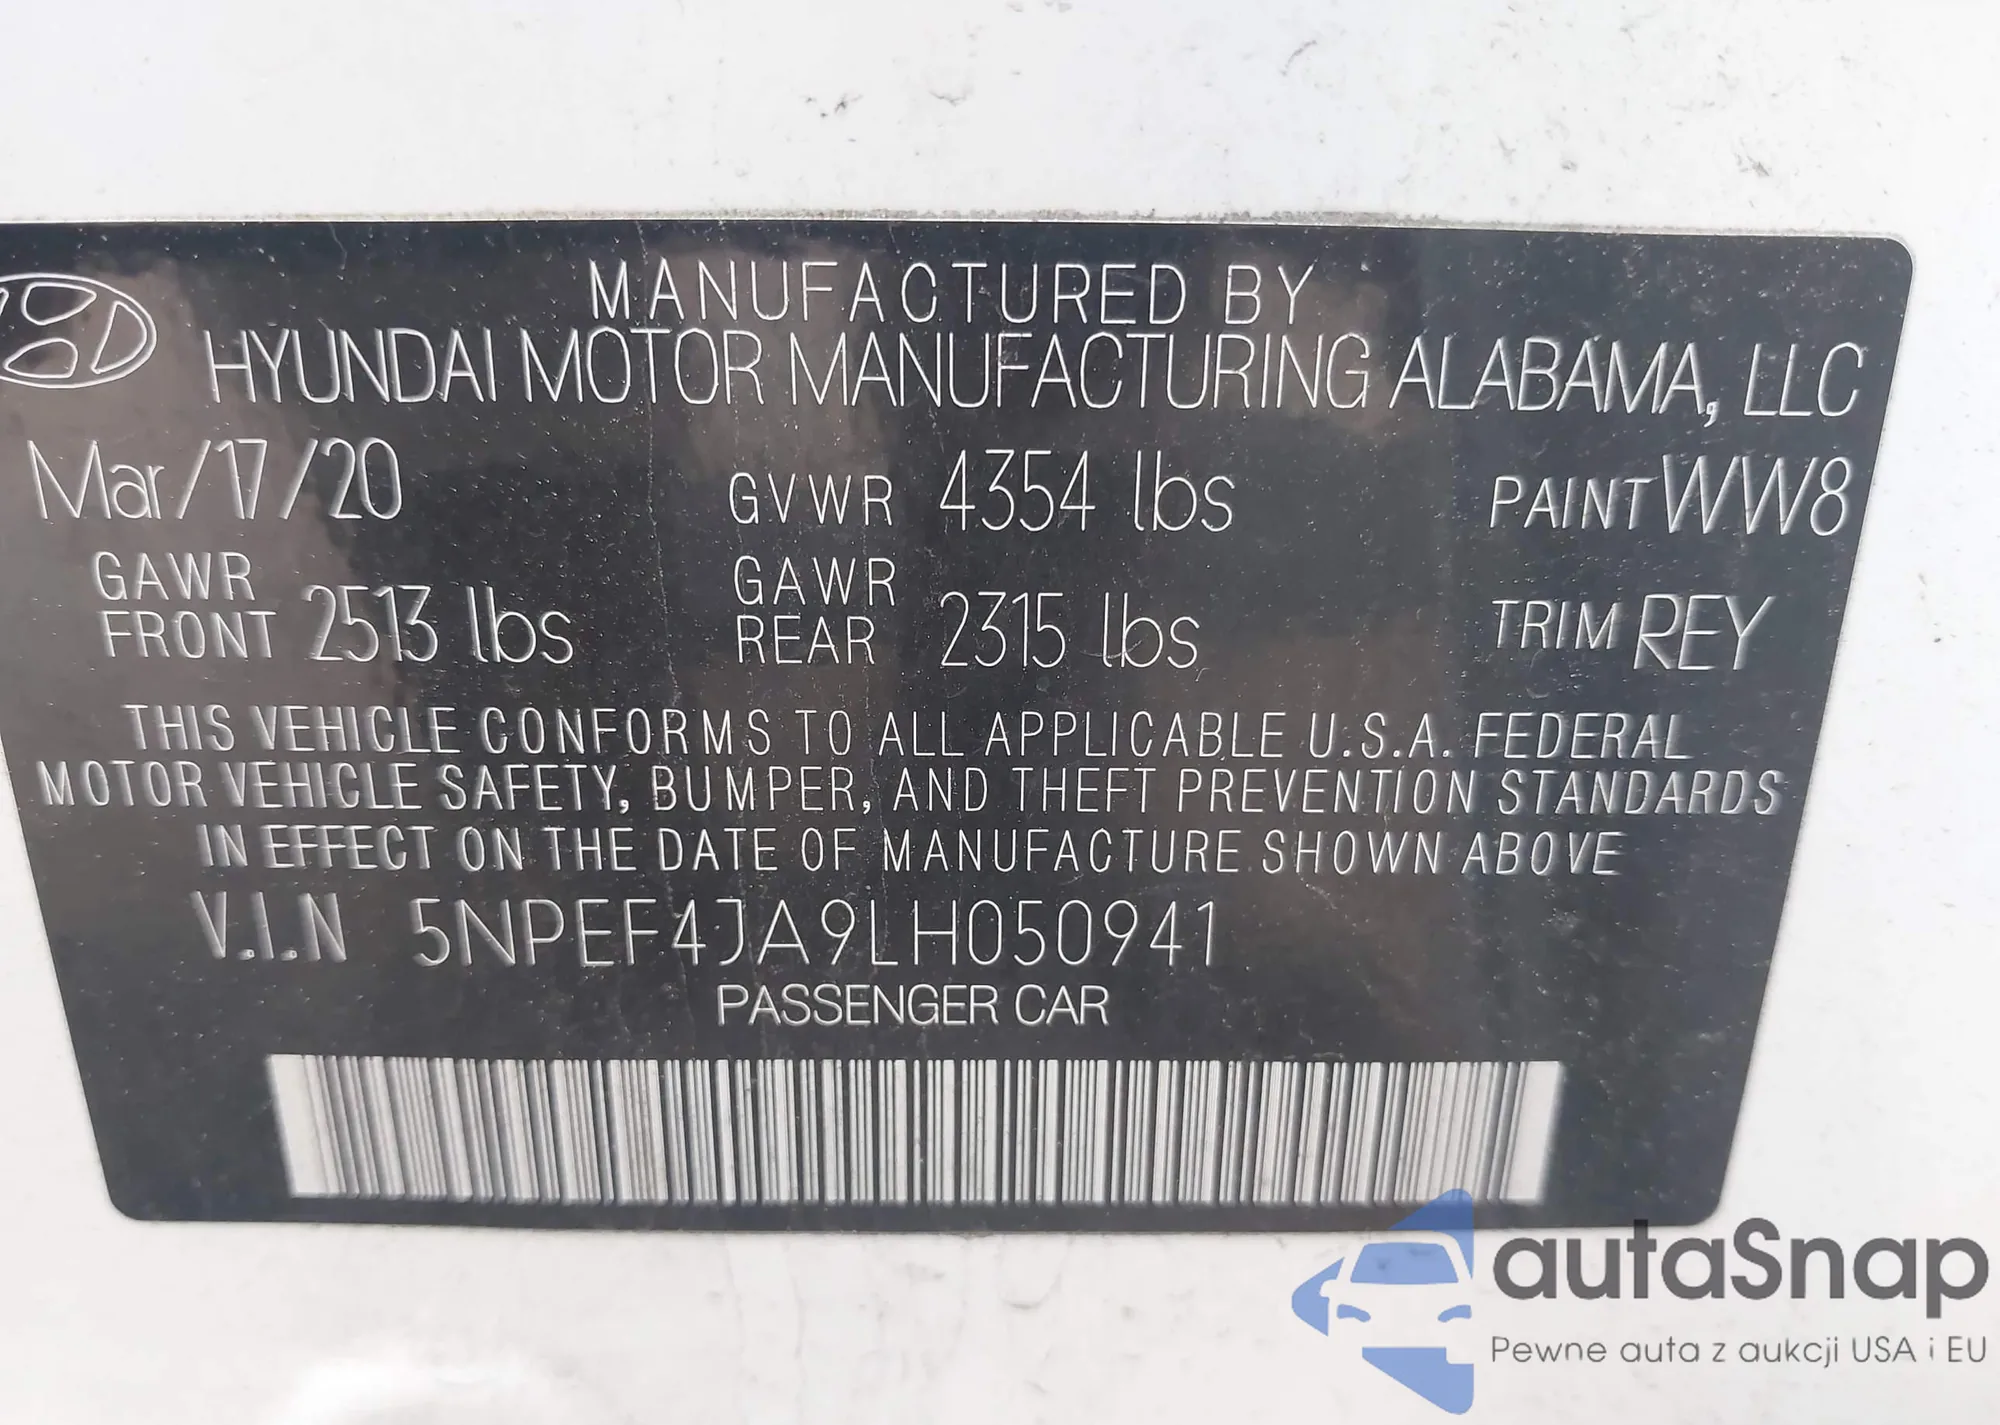 MANUFACTURED BY
HYUNDAI MOTOR MANUFACTURING ALABAMA, LLC
Mar/17/20 GVWR 4354 lbs PAINT WW8
GAWR FRONT 2513 lbs GAWR REAR 2315 lbs TRIM REY
THIS VEHICLE CONFORMS TO ALL APPLICABLE U.S.A. FEDERAL
MOTOR VEHICLE SAFETY, BUMPER, AND THEFT PREVENTION STANDARDS
IN EFFECT ON THE DATE OF MANUFACTURE SHOWN ABOVE
V.I.N 5NPEF4JA9LH050941
PASSENGER CAR
autaSnap
Pewne auta z aukcji USA i EU